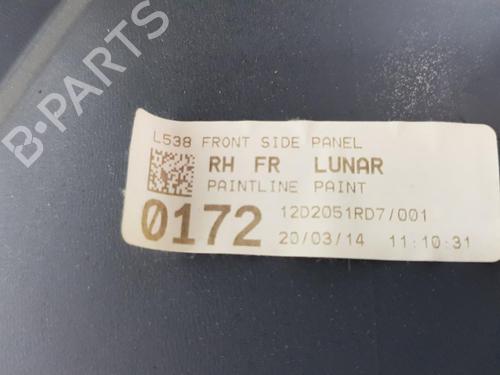 B-PARTS
L538 FRONT SIDE PANEL
RH FR LUNAR
PAINTLINE PAINT
0172 12D2051RD7/001
20/03/14 11:10:31